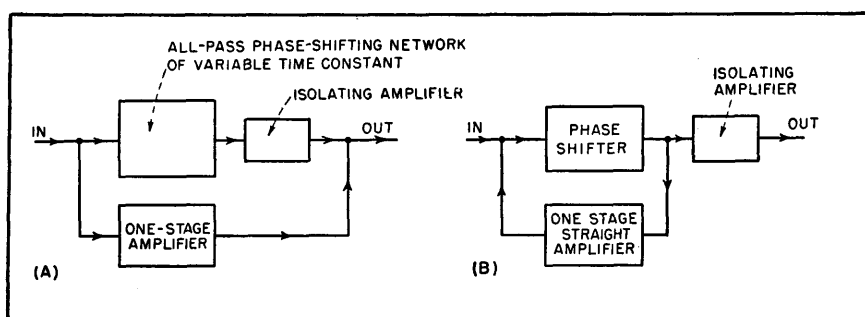 ALL-PASS PHASE-SHIFTING NETWORK
OF VARIABLE TIME CONSTANT
ISOLATING AMPLIFIER
IN
OUT
ONE-STAGE
AMPLIFIER
(A)
ISOLATING
AMPLIFIER
IN
PHASE
SHIFTER
OUT
ONE STAGE
STRAIGHT
AMPLIFIER
(B)